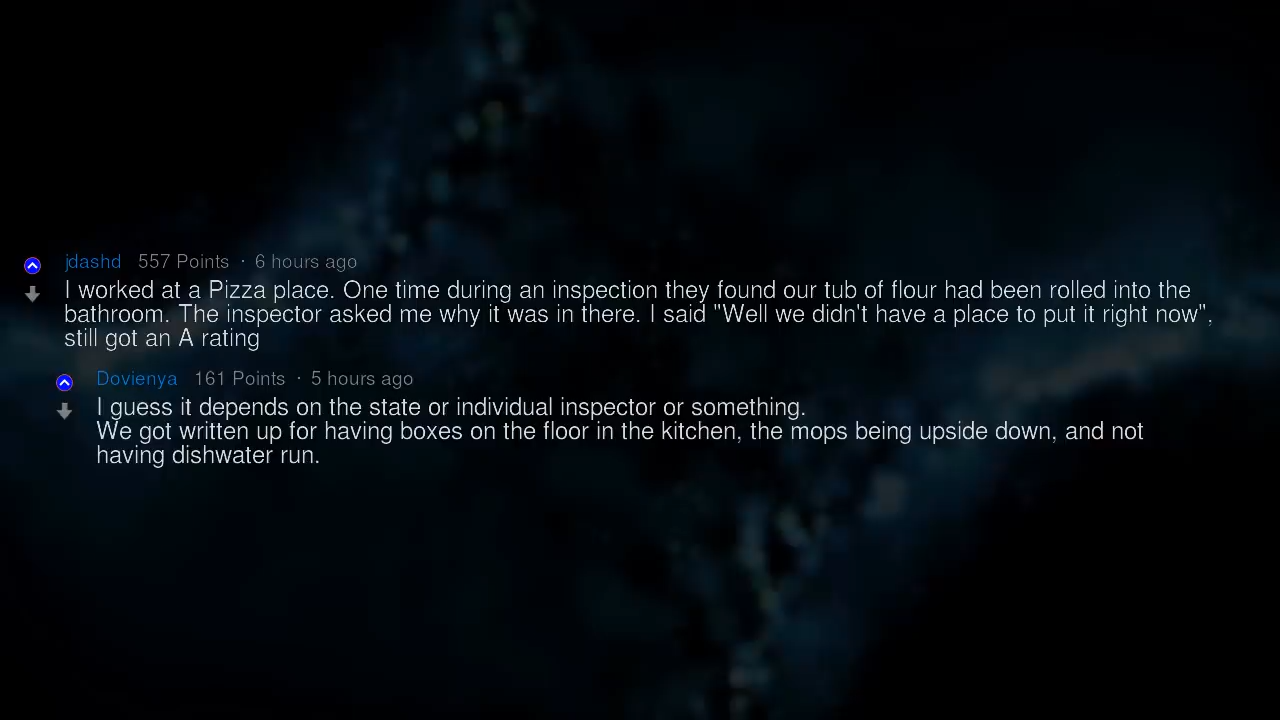 jdashd 557 Points · 6 hours ago
I worked at a Pizza place. One time during an inspection they found our tub of flour had been rolled into the
bathroom. The inspector asked me why it was in there. I said "Well we didn't have a place to put it right now",
still got an A rating
Dovienya 161 Points · 5 hours ago
I guess it depends on the state or individual inspector or something.
We got written up for having boxes on the floor in the kitchen, the mops being upside down, and not
having dishwater run.